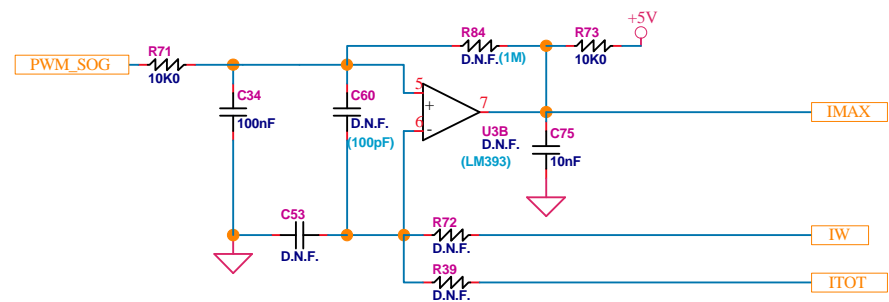 +5V
R84
R73
R71
PWM_SOG
D.N.F. (1M)
10K0
10K0
C34
C60
5
+
7
100nF
D.N.F.
6
-
U3B
C75
IMAX
(100pF)
D.N.F.
10nF
(LM393)
C53
R72
IW
D.N.F.
D.N.F.
R39
ITOT
D.N.F.